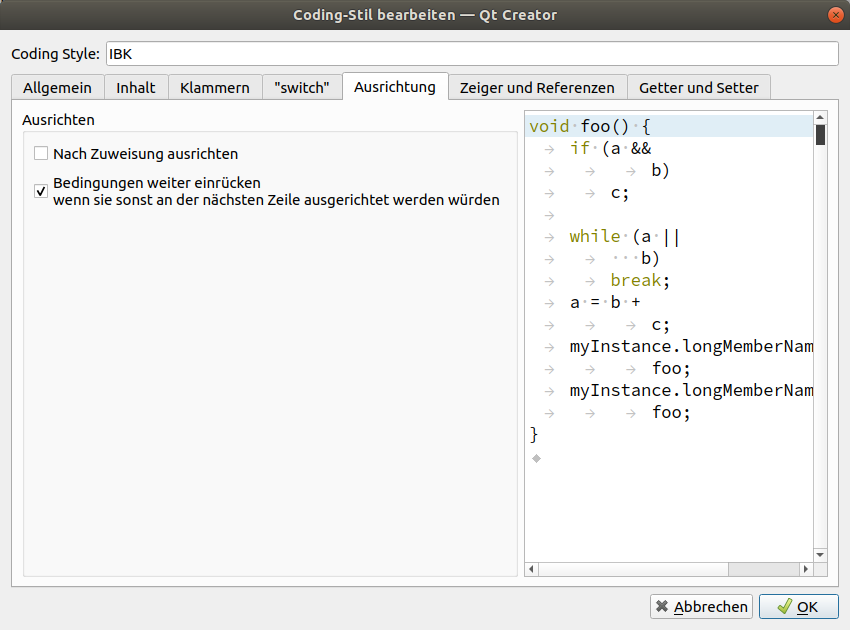 Coding-Stil bearbeiten — Qt Creator
Coding Style: IBK
Allgemein Inhalt Klammern "switch" Ausrichtung Zeiger und Referenzen Getter und Setter
Ausrichten
Nach Zuweisung ausrichten
Bedingungen weiter einrücken
wenn sie sonst an der nächsten Zeile ausgerichtet werden würden
void foo() {
if (a &&
b)
c;
while (a ||
b)
break;
a = b +
c;
myInstance.longMemberNam
foo;
myInstance.longMemberNam
foo;
}
Abbrechen OK